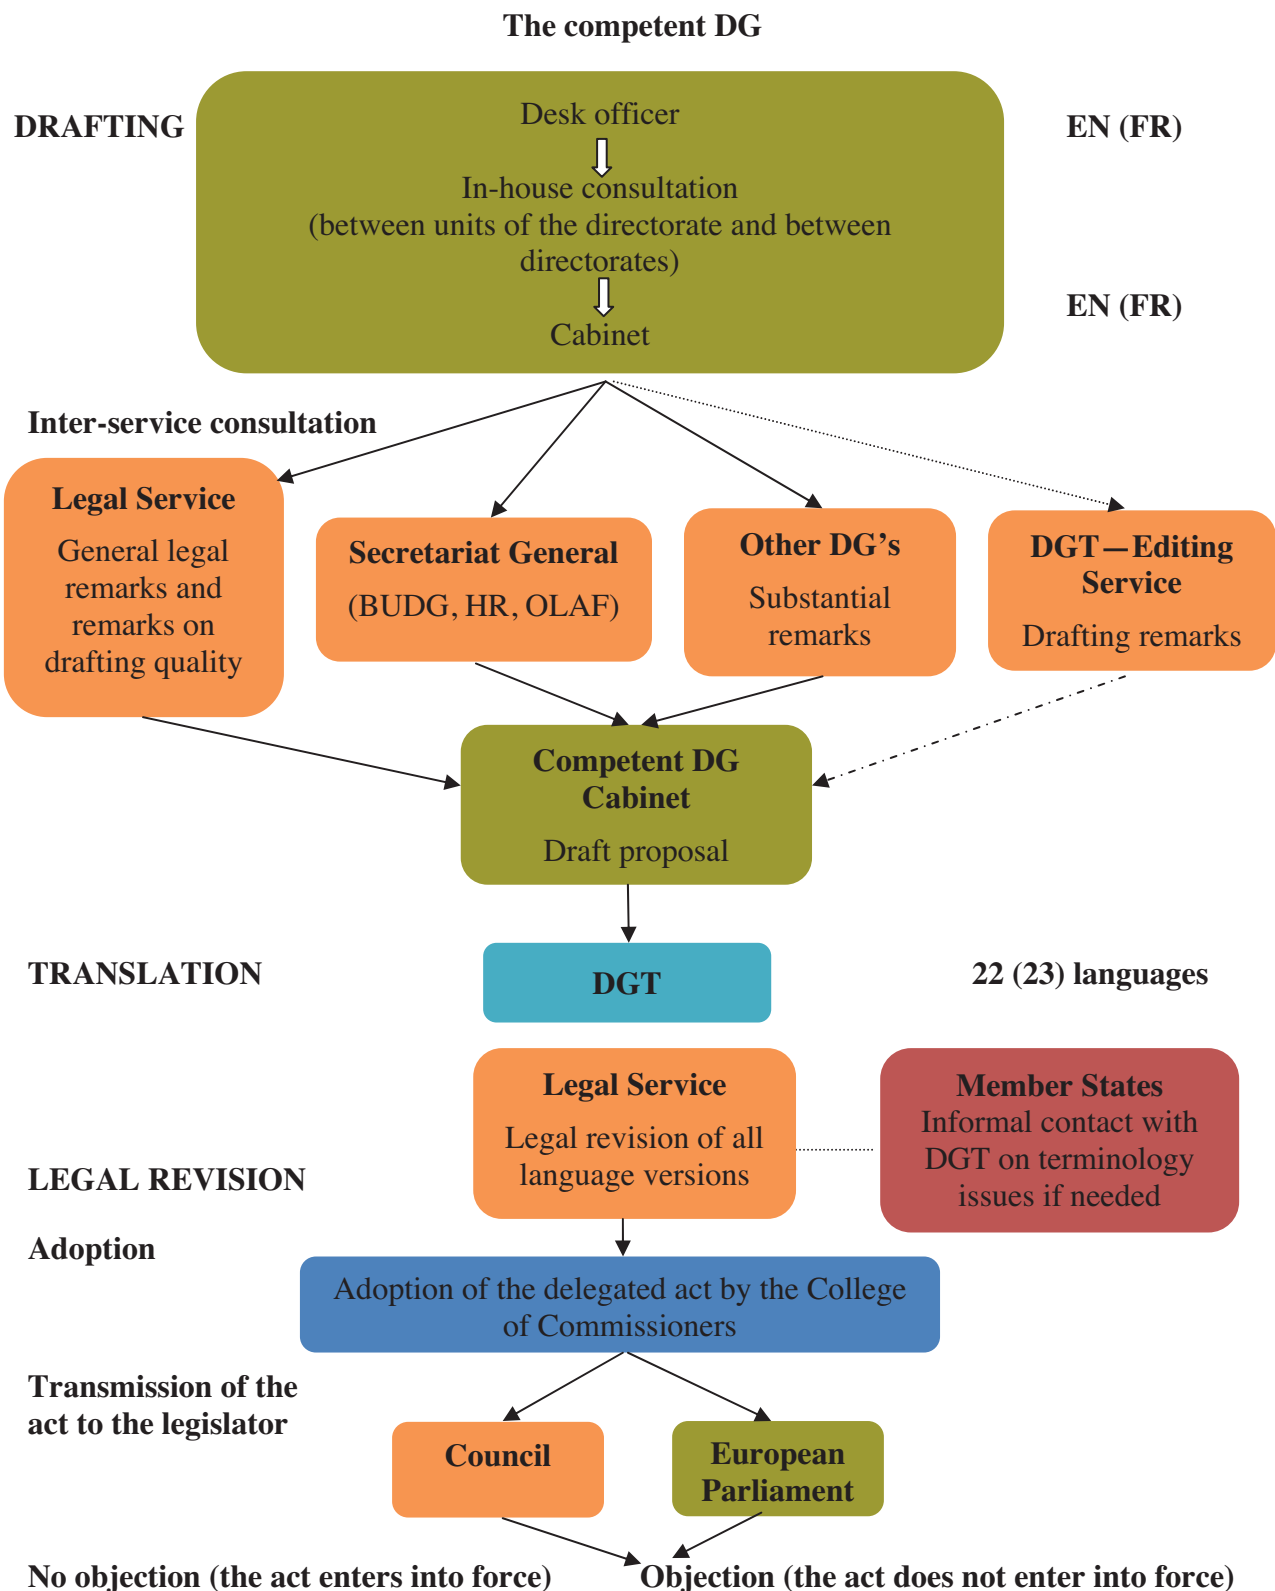 The competent DG
DRAFTING
Desk officer
EN (FR)
In-house consultation
(between units of the directorate and between
directorates)
EN (FR)
Cabinet
Inter-service consultation
Legal Service
General legal
remarks and
remarks on
drafting quality
Secretariat General
(BUDG, HR, OLAF)
Other DG’s
Substantial
remarks
DGT—Editing
Service
Drafting remarks
Competent DG
Cabinet
Draft proposal
TRANSLATION
DGT
22 (23) languages
Legal Service
Legal revision of all
language versions
Member States
Informal contact with
DGT on terminology
issues if needed
LEGAL REVISION
Adoption
Adoption of the delegated act by the College
of Commissioners
Transmission of the
act to the legislator
Council
European
Parliament
No objection (the act enters into force)
Objection (the act does not enter into force)